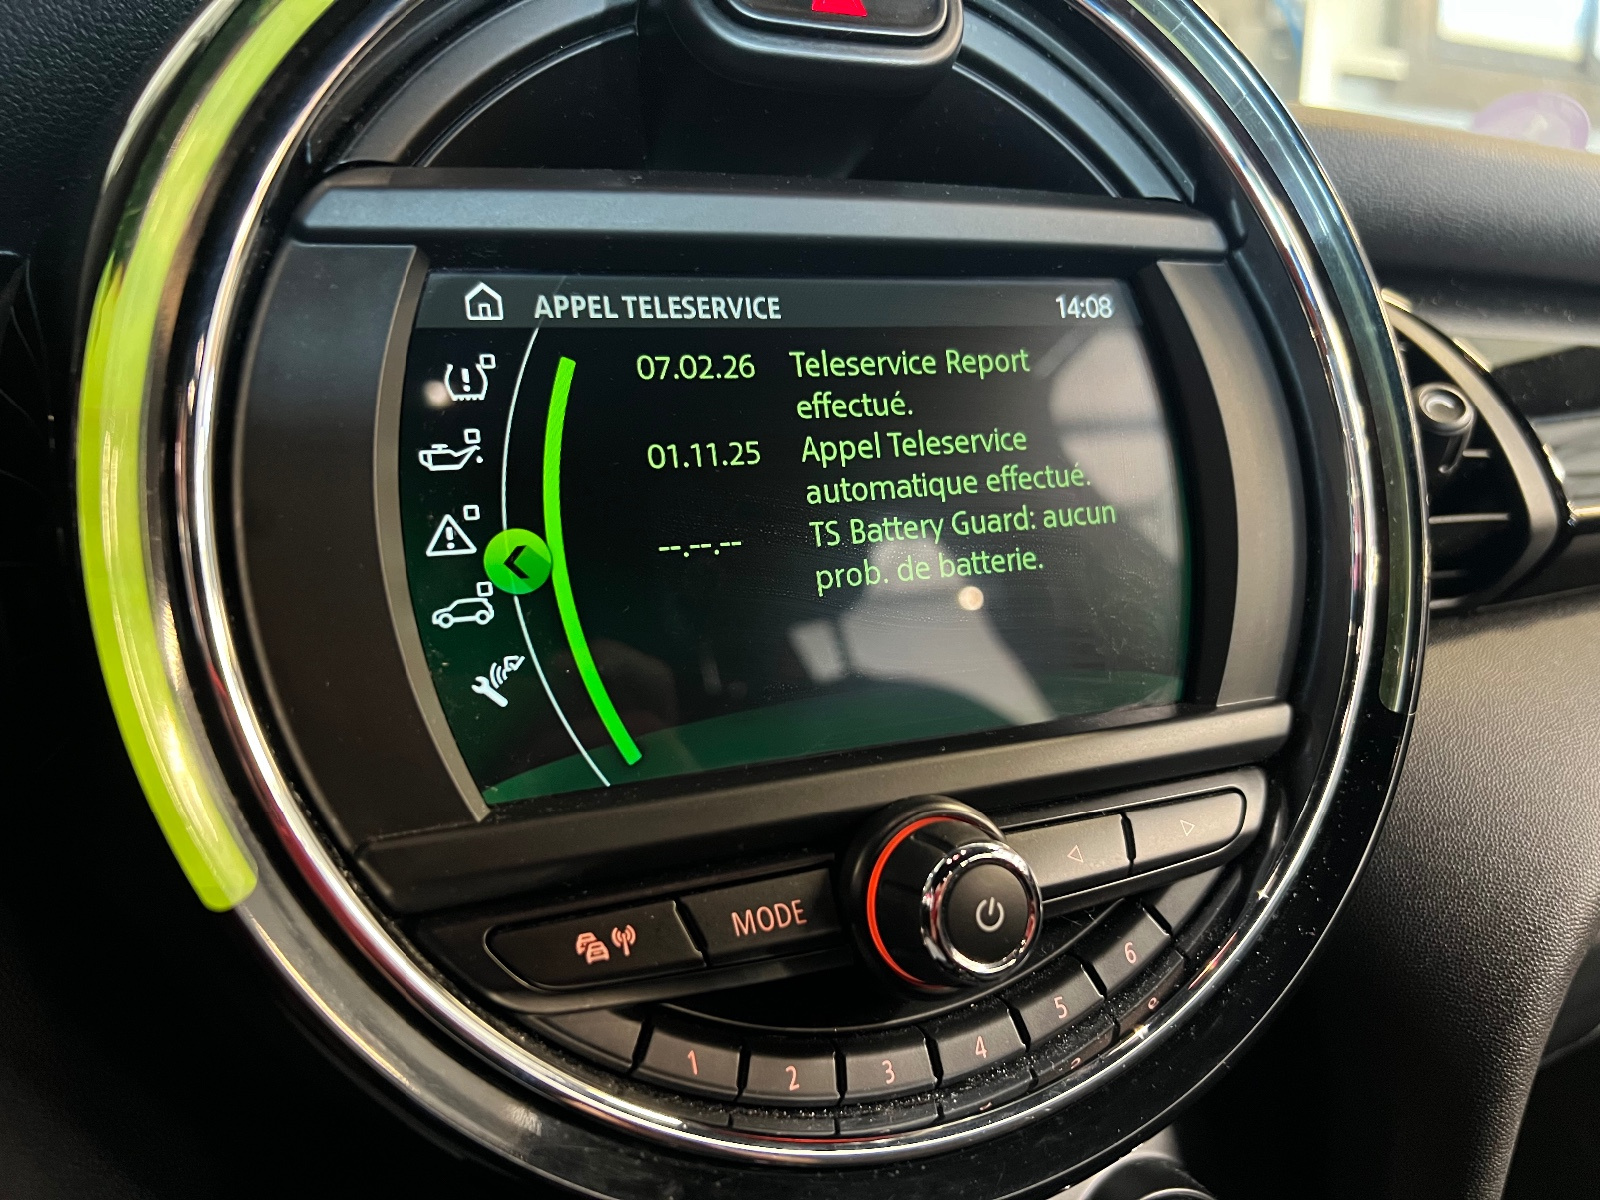 APPEL TELESERVICE 14:08
07.02.26 Teleservice Report
effectué.
01.11.25 Appel Teleservice
automatique effectué.
--.--.-- TS Battery Guard: aucun
prob. de batterie.
MODE
1 2 3 4 5 6